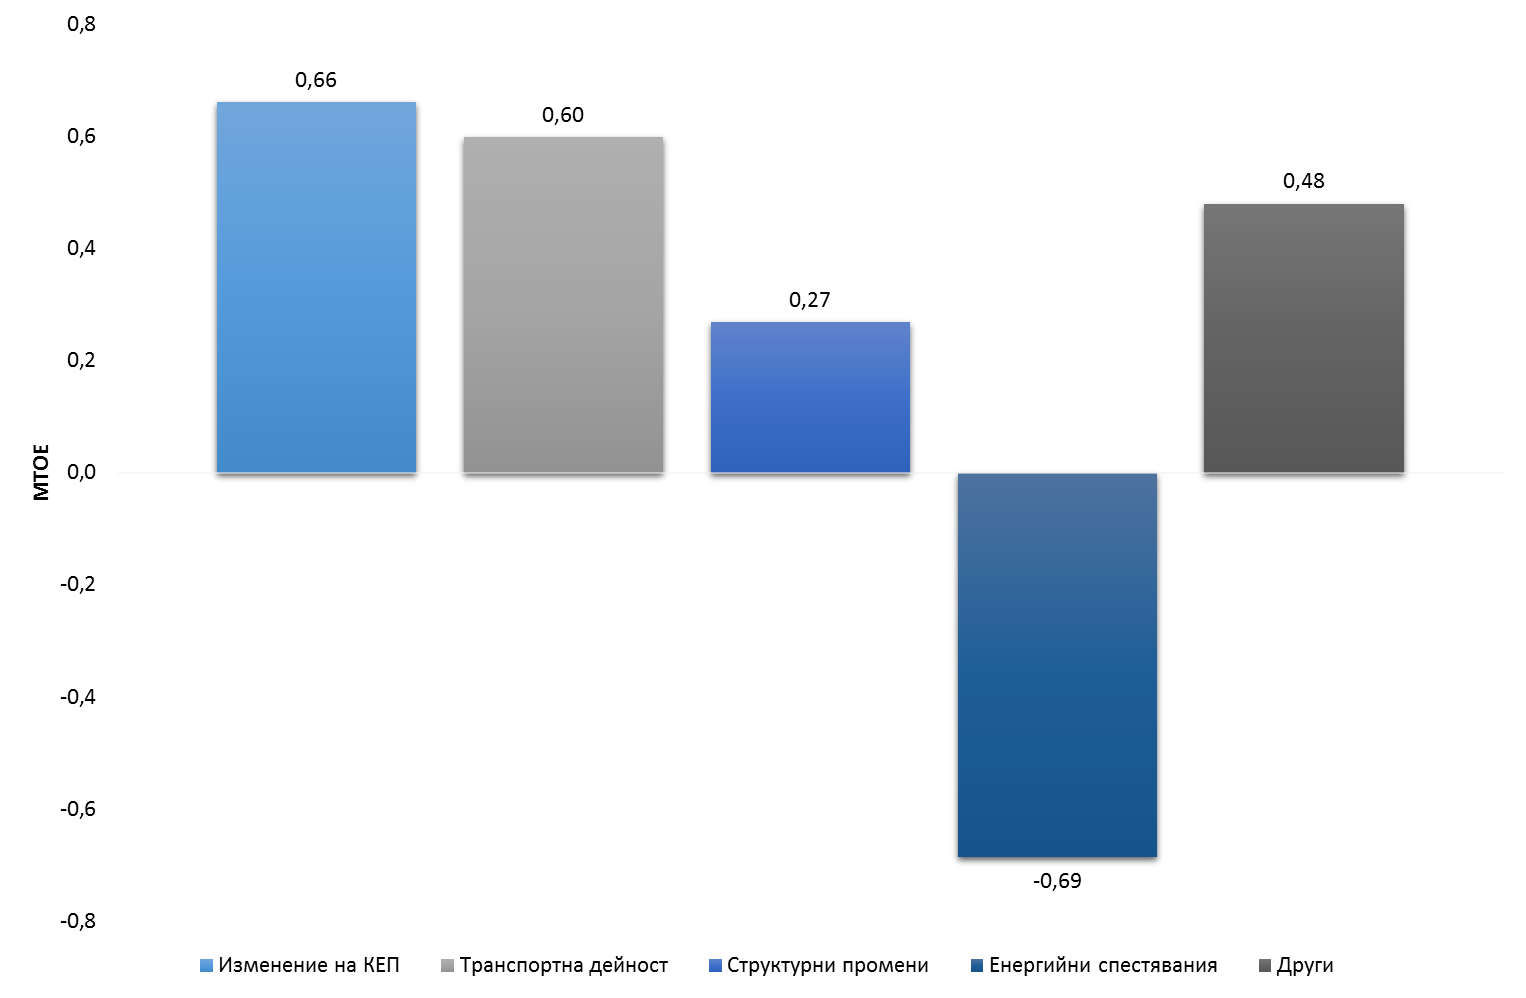 0,8
0,6
0,4
0,2
0,0
-0,2
-0,4
-0,6
-0,8
MTOE
0,66
0,60
0,27
-0,69
0,48
Изменение на КЕП
Транспортна дейност
Структурни промени
Енергийни спестявания
Други